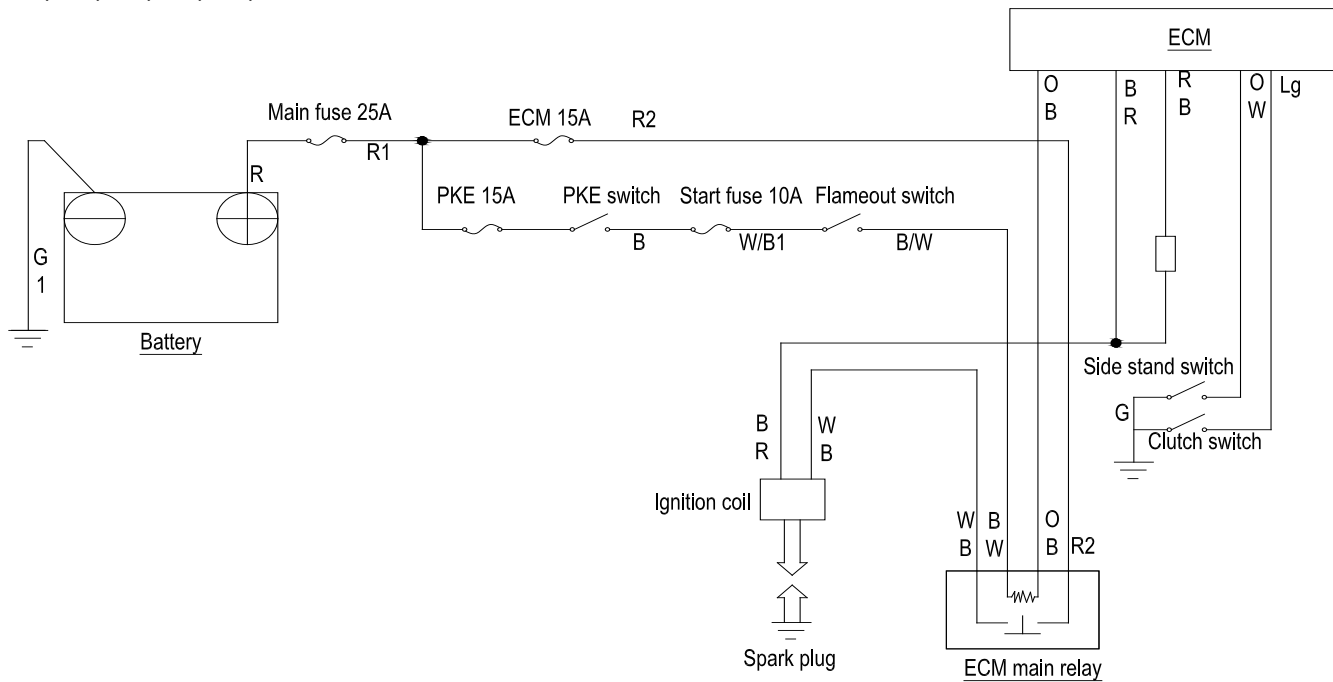 ECM
O
B
B
R
R
B
O
W
Lg
Main fuse 25A
ECM 15A
R2
R1
R
PKE 15A
PKE switch
Start fuse 10A
Flameout switch
B
W/B1
B/W
G
1
Battery
Side stand switch
G
Clutch switch
B
R
W
B
Ignition coil
W
B
B
W
O
B
R2
Spark plug
ECM main relay